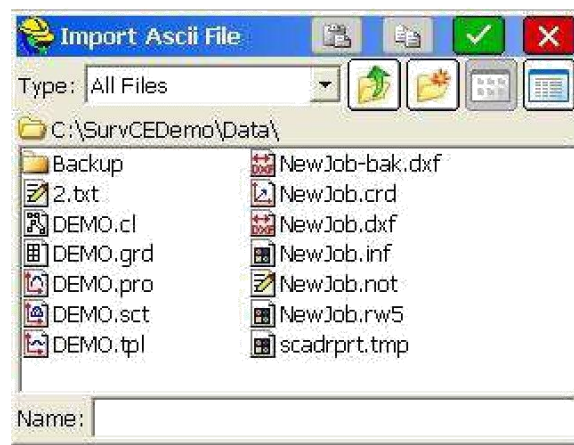 Import Ascii File
Type: All Files
C:\SurvCEDemo\Data\
Backup
2.txt
DEMO.cl
DEMO.grd
DEMO.pro
DEMO.sct
DEMO.tpl
NewJob-bak.dxf
NewJob.crd
NewJob.dxf
NewJob.inf
NewJob.not
NewJob.rw5
scadrprt.tmp
Name: